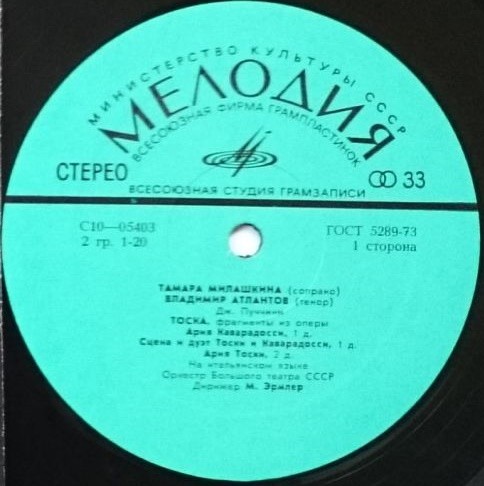 МИНИСТЕРСТВО КУЛЬТУРЫ СССР
МЕЛОДИЯ
ВСЕСОЮЗНАЯ ФИРМА ГРАМПЛАСТИНОК
СТЕРЕО
33
ВСЕСОЮЗНАЯ СТУДИЯ ГРАМЗАПИСИ
С10—05403
ГОСТ 5289-73
2 гр. 1-20
1 сторона
ТАМАРА МИЛАШКИНА (сопрано)
ВЛАДИМИР АТЛАНТОВ (тенор)
Дж. Пуччини
ТОСКА, фрагменты из оперы
Ария Каварадосси, 1 д.
Сцена и дуэт Тоски и Каварадосси, 1 д.
Ария Тоски, 2 д.
На итальянском языке
Оркестр Большого театра СССР
Дирижер М. Эрмлер